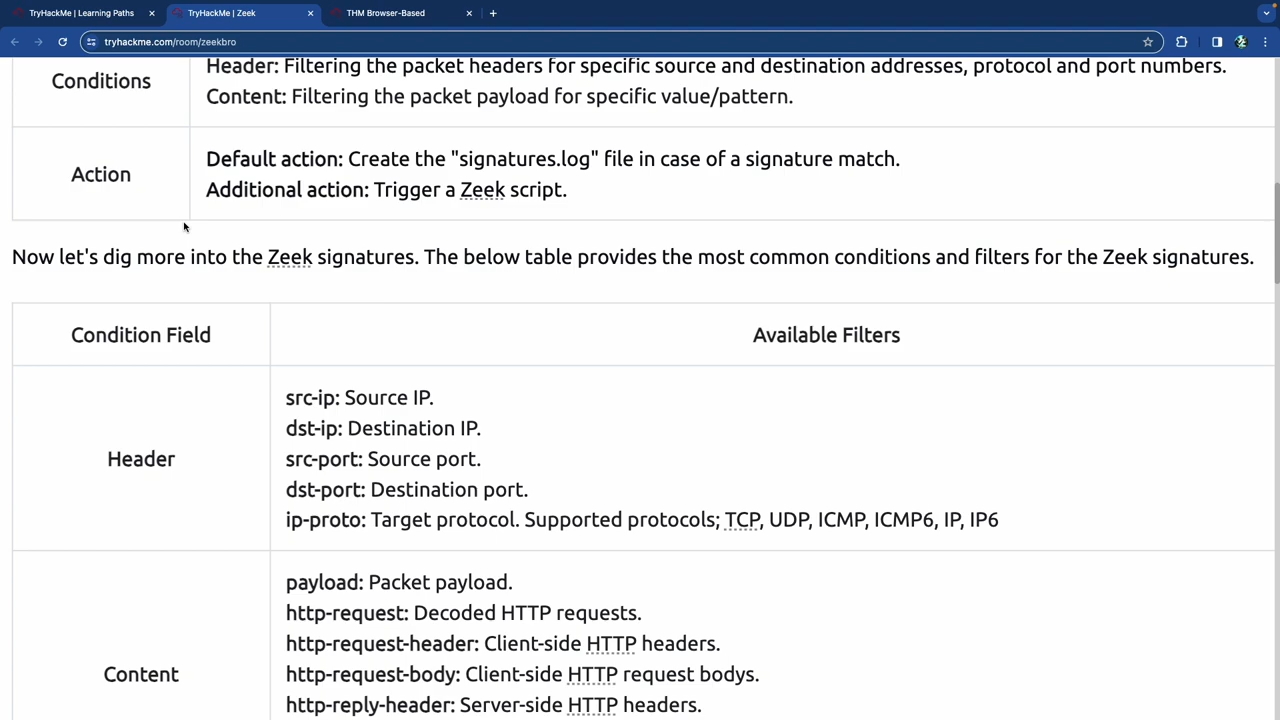 TryHackMe | Learning Paths
TryHackMe | Zeek
THM Browser-Based
tryhackme.com/room/zeekbro
Conditions
Header: Filtering the packet headers for specific source and destination addresses, protocol and port numbers.
Content: Filtering the packet payload for specific value/pattern.
Action
Default action: Create the "signatures.log" file in case of a signature match.
Additional action: Trigger a Zeek script.
Now let's dig more into the Zeek signatures. The below table provides the most common conditions and filters for the Zeek signatures.
Condition Field
Available Filters
Header
src-ip: Source IP.
dst-ip: Destination IP.
src-port: Source port.
dst-port: Destination port.
ip-proto: Target protocol. Supported protocols; TCP, UDP, ICMP, ICMP6, IP, IP6
Content
payload: Packet payload.
http-request: Decoded HTTP requests.
http-request-header: Client-side HTTP headers.
http-request-body: Client-side HTTP request bodys.
http-reply-header: Server-side HTTP headers.